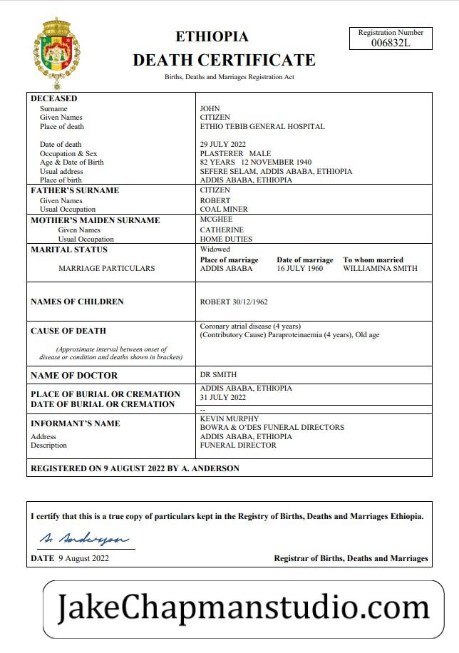 ETHIOPIA
DEATH CERTIFICATE
Births, Deaths and Marriages Registration Act
Registration Number
006832L
DECEASED
Surname JOHN
Given Names CITIZEN
Place of death ETHIO TEBIB GENERAL HOSPITAL
Date of death 29 JULY 2022
Occupation & Sex PLASTERER MALE
Age & Date of Birth 82 YEARS 12 NOVEMBER 1940
Usual address SEFERE SELAM, ADDIS ABABA, ETHIOPIA
Place of birth ADDIS ABABA, ETHIOPIA
FATHER'S SURNAME CITIZEN
Given Names ROBERT
Usual Occupation COAL MINER
MOTHER'S MAIDEN SURNAME MCGHEE
Given Names CATHERINE
Usual Occupation HOME DUTIES
MARITAL STATUS Widowed
Place of marriage Date of marriage To whom married
MARRIAGE PARTICULARS ADDIS ABABA 16 JULY 1960 WILLIAMINA SMITH
NAMES OF CHILDREN ROBERT 30/12/1962
CAUSE OF DEATH Coronary atrial disease (4 years)
(Contributory Cause) Paraproteinaemia (4 years), Old age
(Approximate interval between onset of
disease or condition and deaths shown in brackets)
NAME OF DOCTOR DR SMITH
PLACE OF BURIAL OR CREMATION ADDIS ABABA, ETHIOPIA
DATE OF BURIAL OR CREMATION 31 JULY 2022
--
INFORMANT'S NAME KEVIN MURPHY
BOWRA & O'DES FUNERAL DIRECTORS
Address ADDIS ABABA, ETHIOPIA
Description FUNERAL DIRECTOR
REGISTERED ON 9 AUGUST 2022 BY A. ANDERSON
I certify that this is a true copy of particulars kept in the Registry of Births, Deaths and Marriages Ethiopia.
A. Anderson
DATE 9 August 2022 Registrar of Births, Deaths and Marriages
JakeChapmanstudio.com